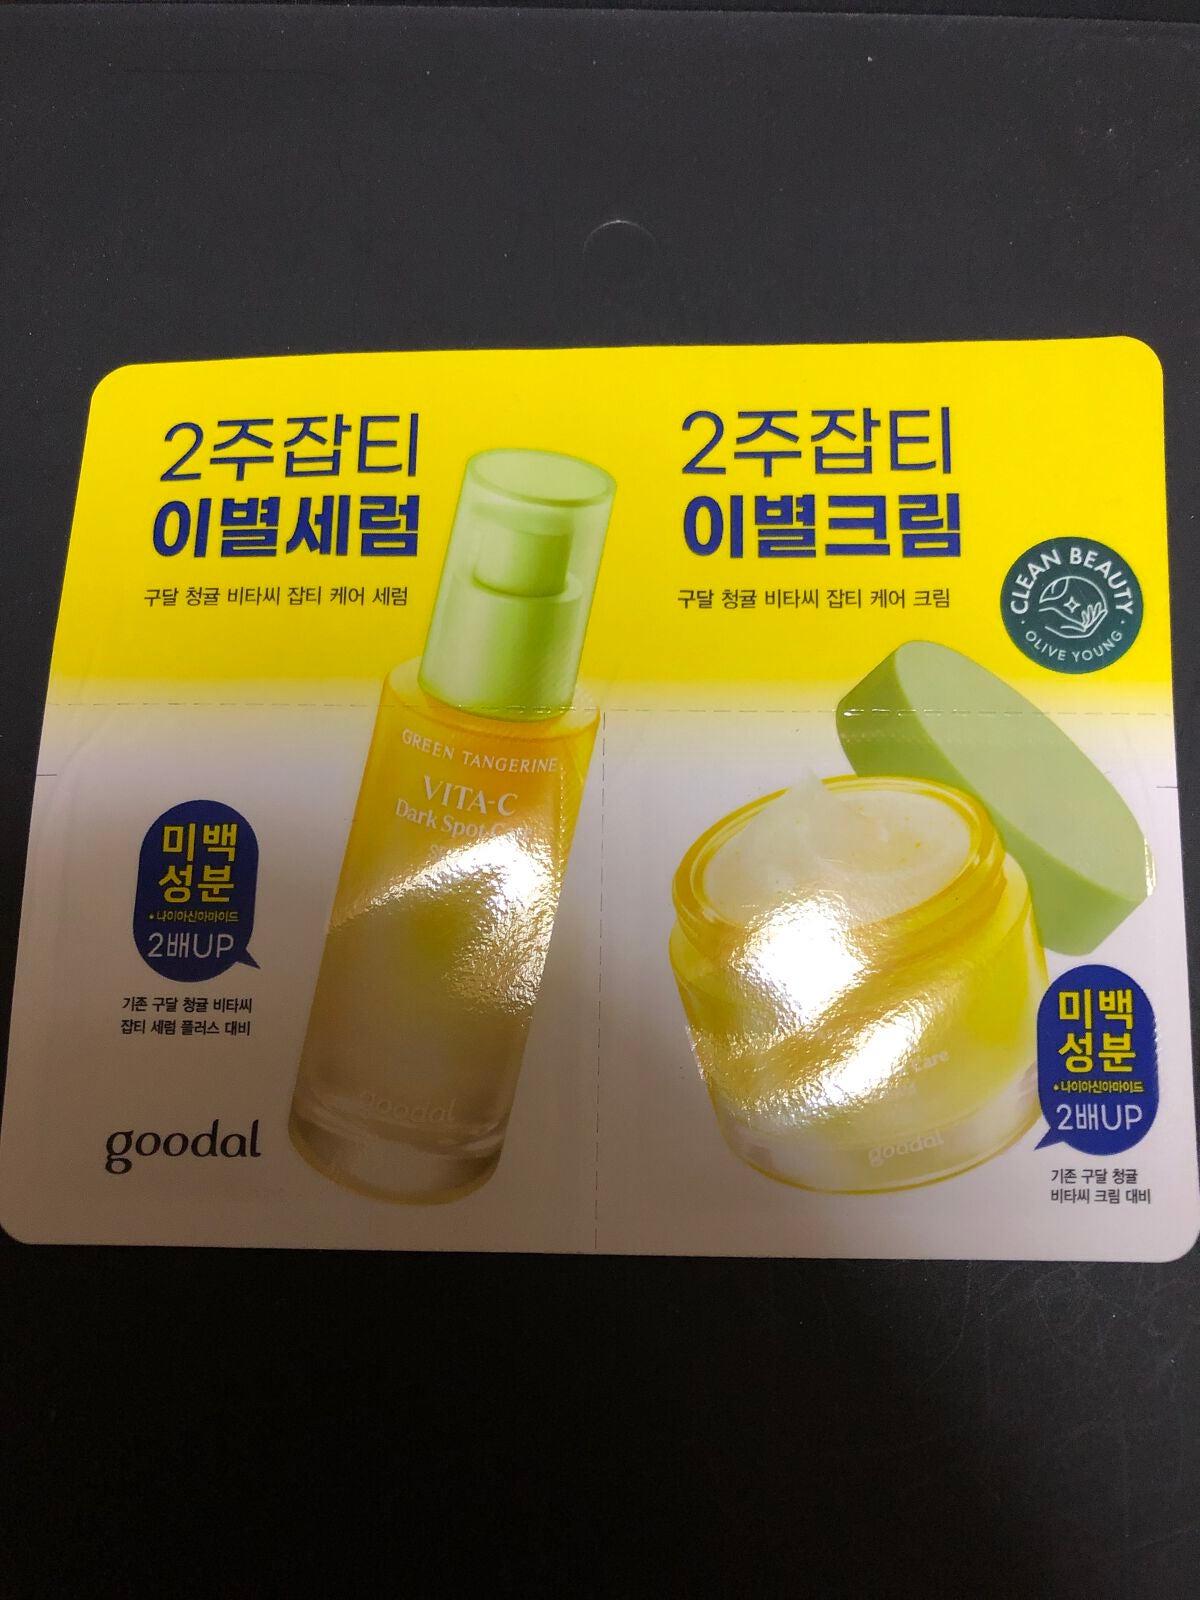 2주잡티
이별세럼
구달 청귤 비타씨 잡티 케어 세럼
GREEN TANGERINE
VITA-C
Dark Spot
미백
성분
• 나이아신아마이드
2배UP
기존 구달 청귤 비타씨
잡티 세럼 플러스 대비
goodal
goodal
2주잡티
이별크림
구달 청귤 비타씨 잡티 케어 크림
CLEAN BEAUTY
• OLIVE YOUNG •
Care
goodal
미백
성분
• 나이아신아마이드
2배UP
기존 구달 청귤
비타씨 크림 대비